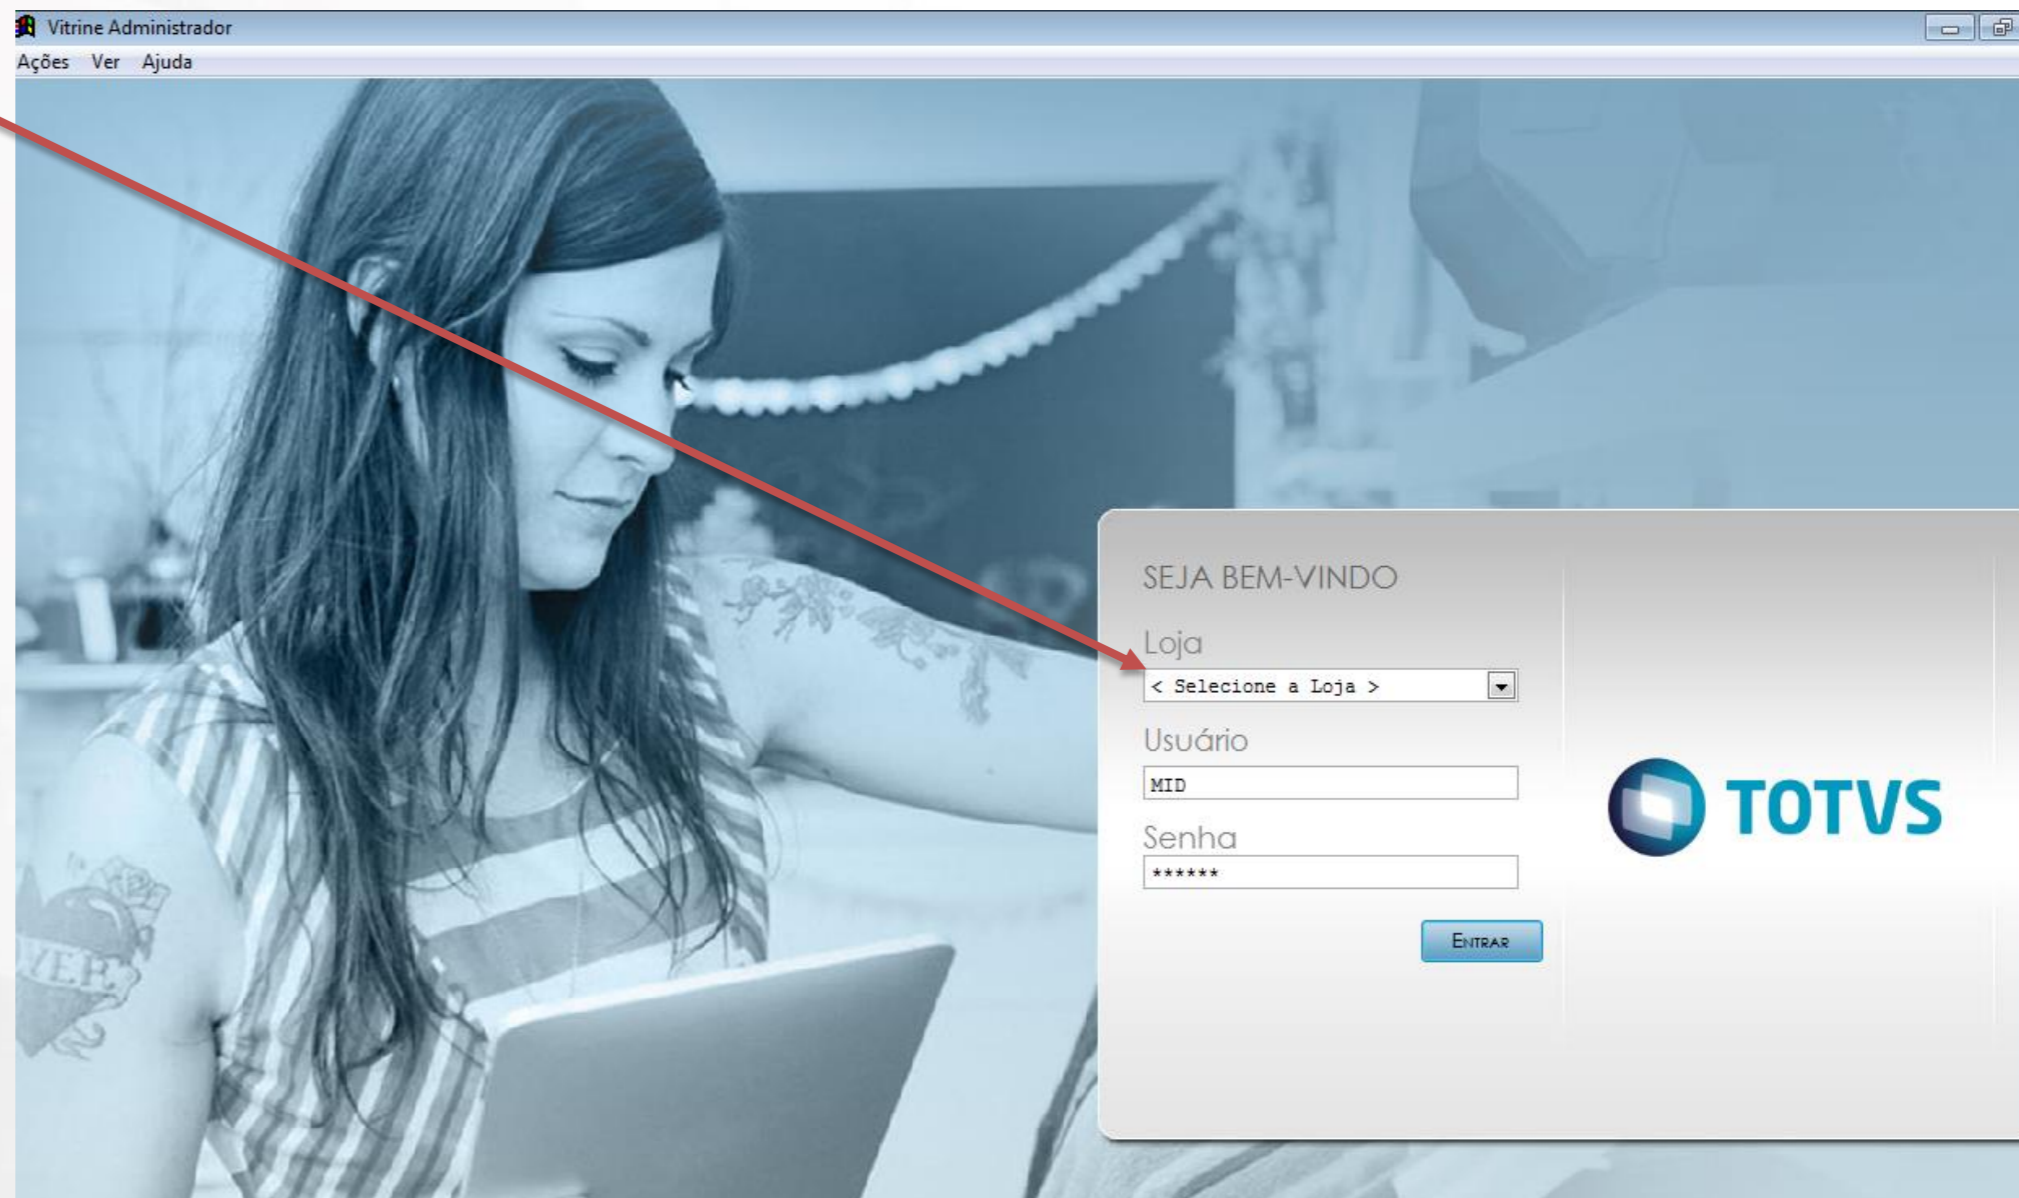 Vitrine Administrador
Ações Ver Ajuda
SEJA BEM-VINDO
Loja
< Selecione a Loja >
Usuário
MID
Senha
******
ENTRAR
TOTVS